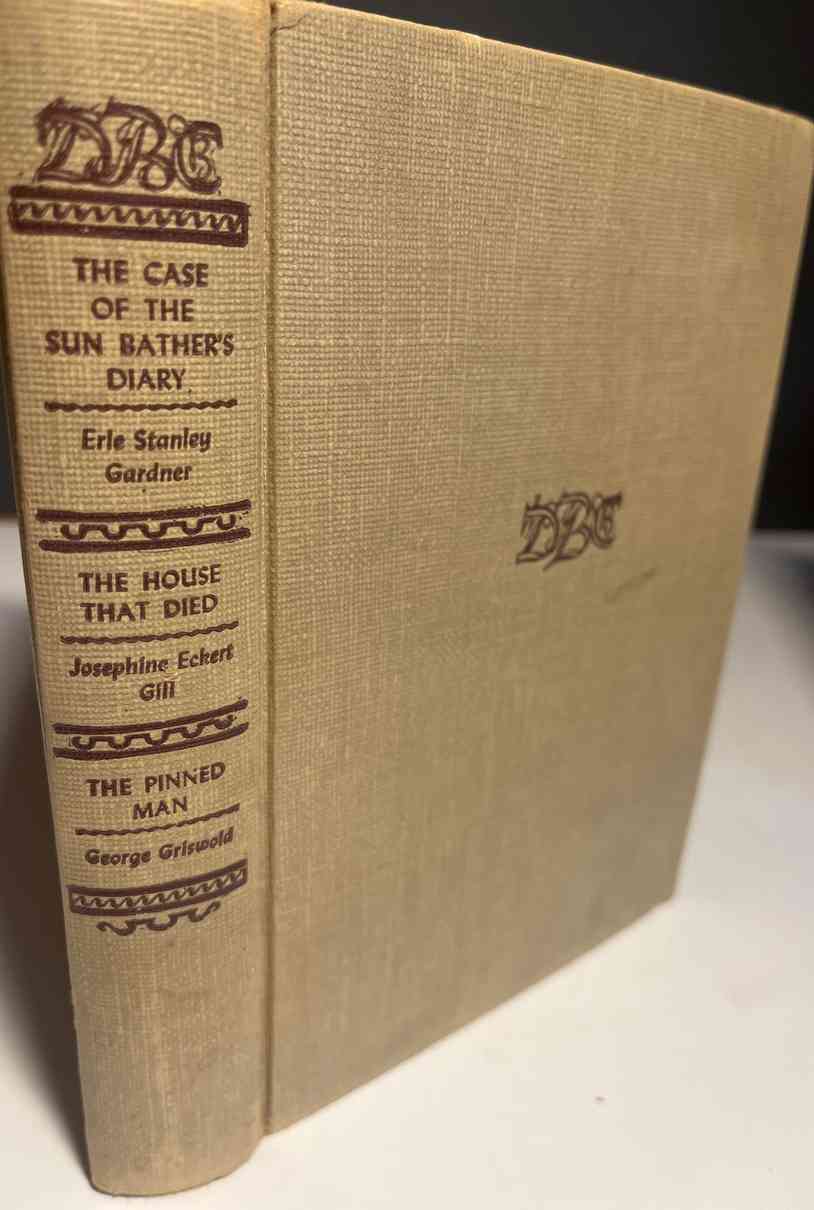 DBC
THE CASE
OF THE
SUN BATHER'S
DIARY
Erle Stanley
Gardner
THE HOUSE
THAT DIED
Josephine Eckert
Gill
THE PINNED
MAN
George Griswold
DBC